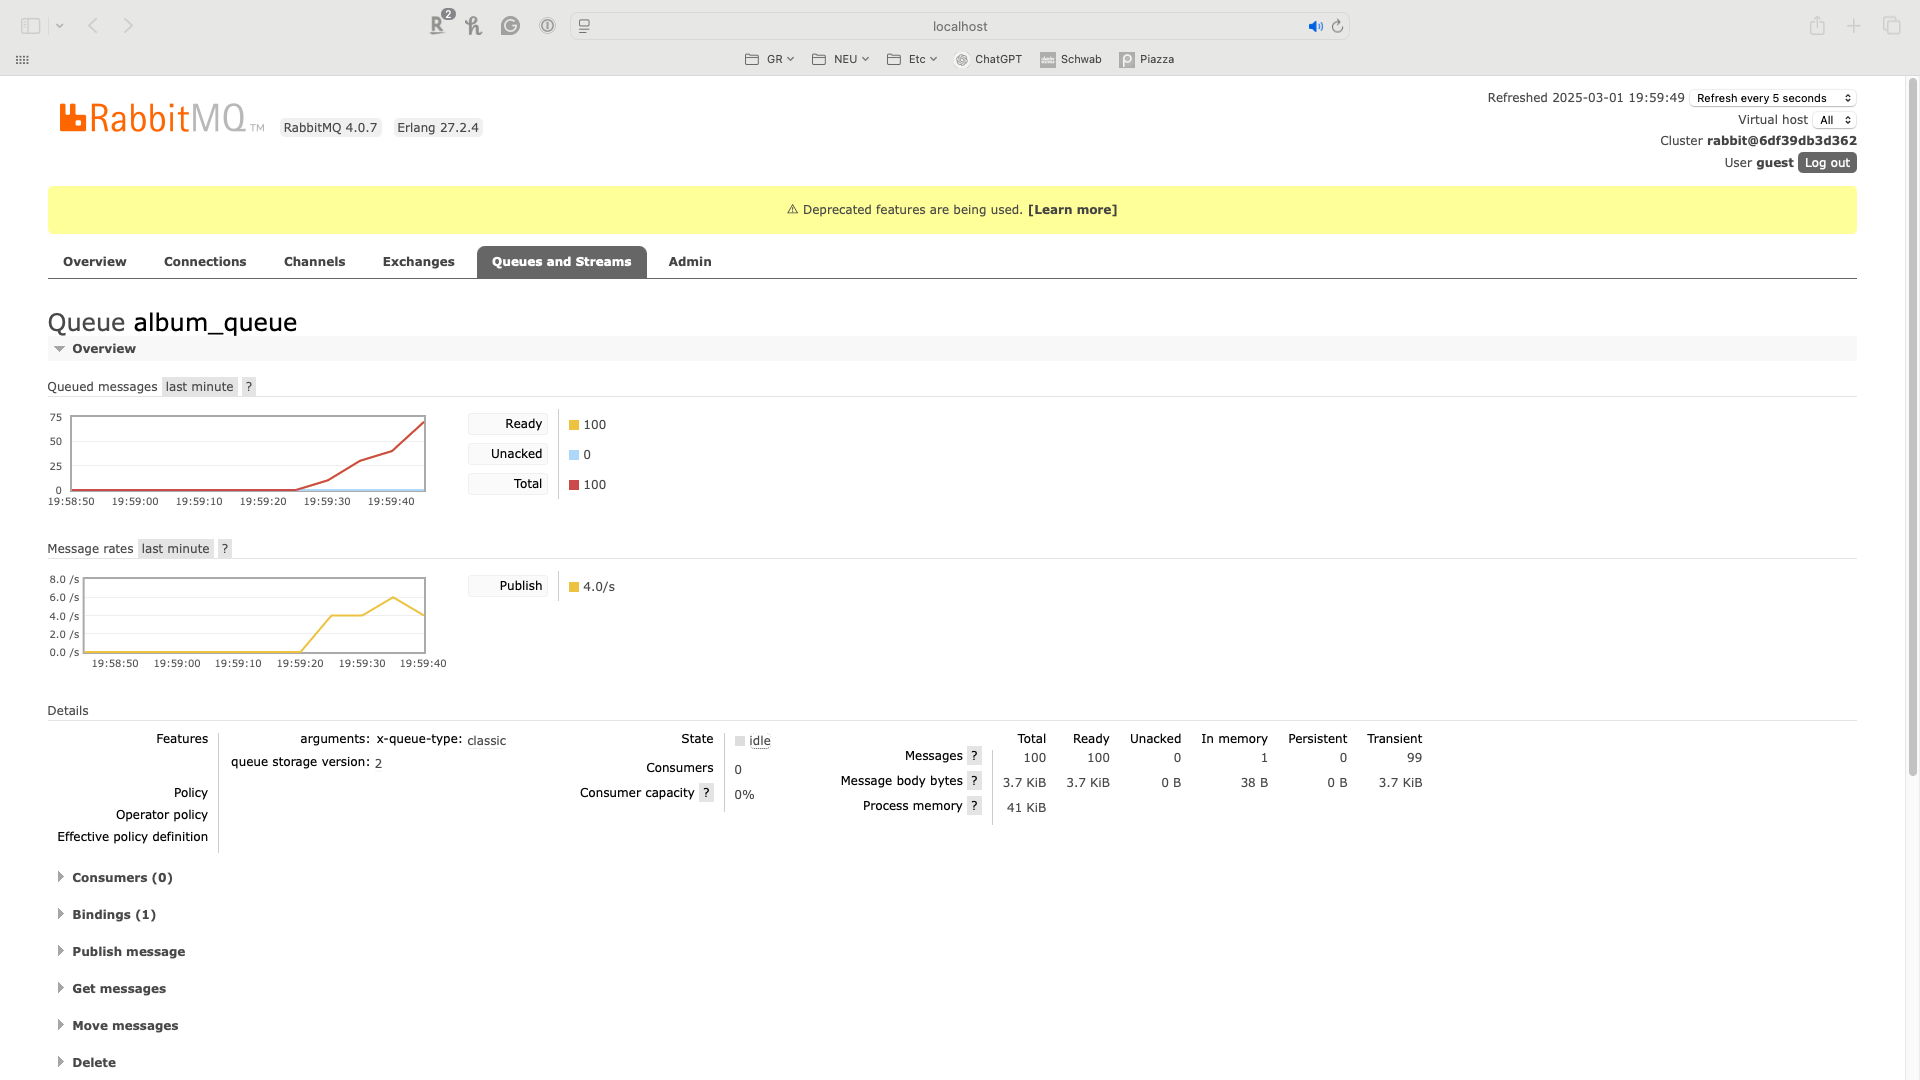 2
localhost
GR
NEU
Etc
ChatGPT
Schwab
Piazza
RabbitMQ TM
RabbitMQ 4.0.7
Erlang 27.2.4
Refreshed 2025-03-01 19:59:49 Refresh every 5 seconds
Virtual host All
Cluster rabbit@6df39db3d362
User guest Log out
⚠ Deprecated features are being used. [Learn more]
Overview Connections Channels Exchanges Queues and Streams Admin
Queue album_queue
Overview
Queued messages last minute ?
75
50
25
0
19:58:50 19:59:00 19:59:10 19:59:20 19:59:30 19:59:40
Ready 100
Unacked 0
Total 100
Message rates last minute ?
8.0 /s
6.0 /s
4.0 /s
2.0 /s
0.0 /s
19:58:50 19:59:00 19:59:10 19:59:20 19:59:30 19:59:40
Publish 4.0/s
Details
Features
arguments: x-queue-type: classic
queue storage version: 2
Policy
Operator policy
Effective policy definition
State idle
Consumers 0
Consumer capacity ? 0%
Total Ready Unacked In memory Persistent Transient
Messages ? 100 100 0 1 0 99
Message body bytes ? 3.7 KiB 3.7 KiB 0 B 38 B 0 B 3.7 KiB
Process memory ? 41 KiB
Consumers (0)
Bindings (1)
Publish message
Get messages
Move messages
Delete